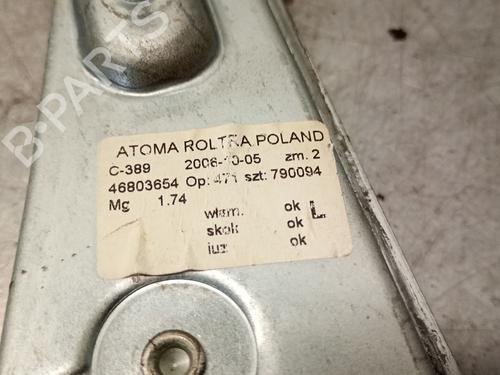 ATOMA ROLTRA POLAND
C-389 2006-10-05 zm. 2
46803654 Op: 471 szt: 790094
Mg 1.74
włam. ok L
skok ok
luz ok
B-PARTS